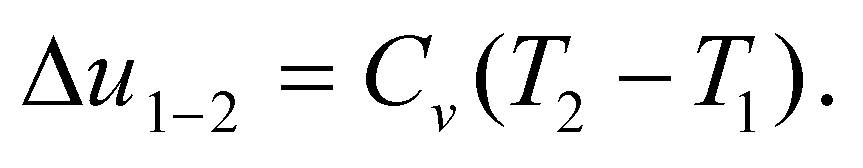 Δu₁₋₂ = Cᵥ(T₂ − T₁).